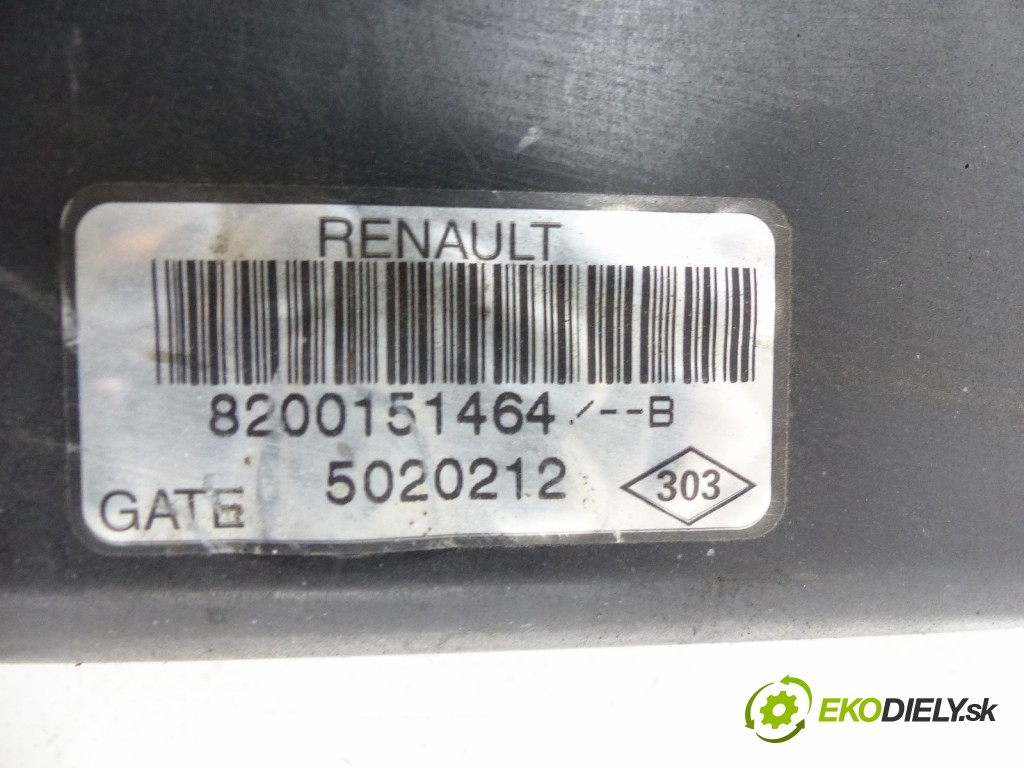 RENAULT
8200151464/--B
5020212
303
GATE
EKODIELY.sk